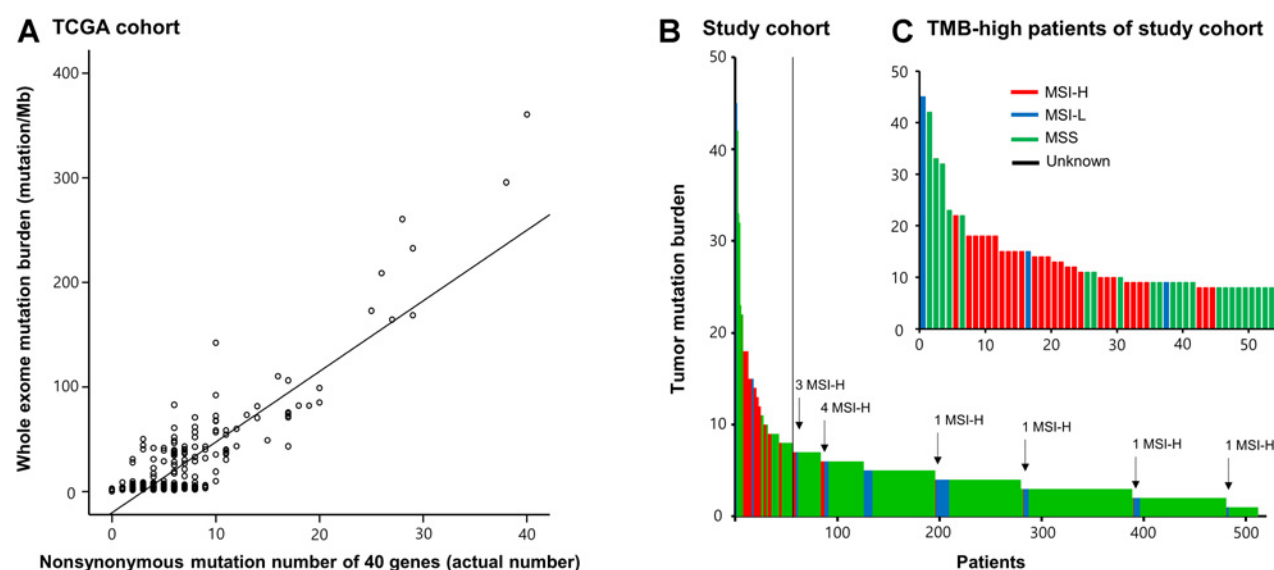 A TCGA cohort
Whole exome mutation burden (mutation/Mb)
400
300
200
100
0
0 10 20 30 40
Nonsynonymous mutation number of 40 genes (actual number)
B Study cohort
Tumor mutation burden
50
40
30
20
10
0
3 MSI-H
4 MSI-H
1 MSI-H
1 MSI-H
1 MSI-H
1 MSI-H
100 200 300 400 500
Patients
C TMB-high patients of study cohort
50
40
30
20
10
0
MSI-H
MSI-L
MSS
Unknown
0 10 20 30 40 50